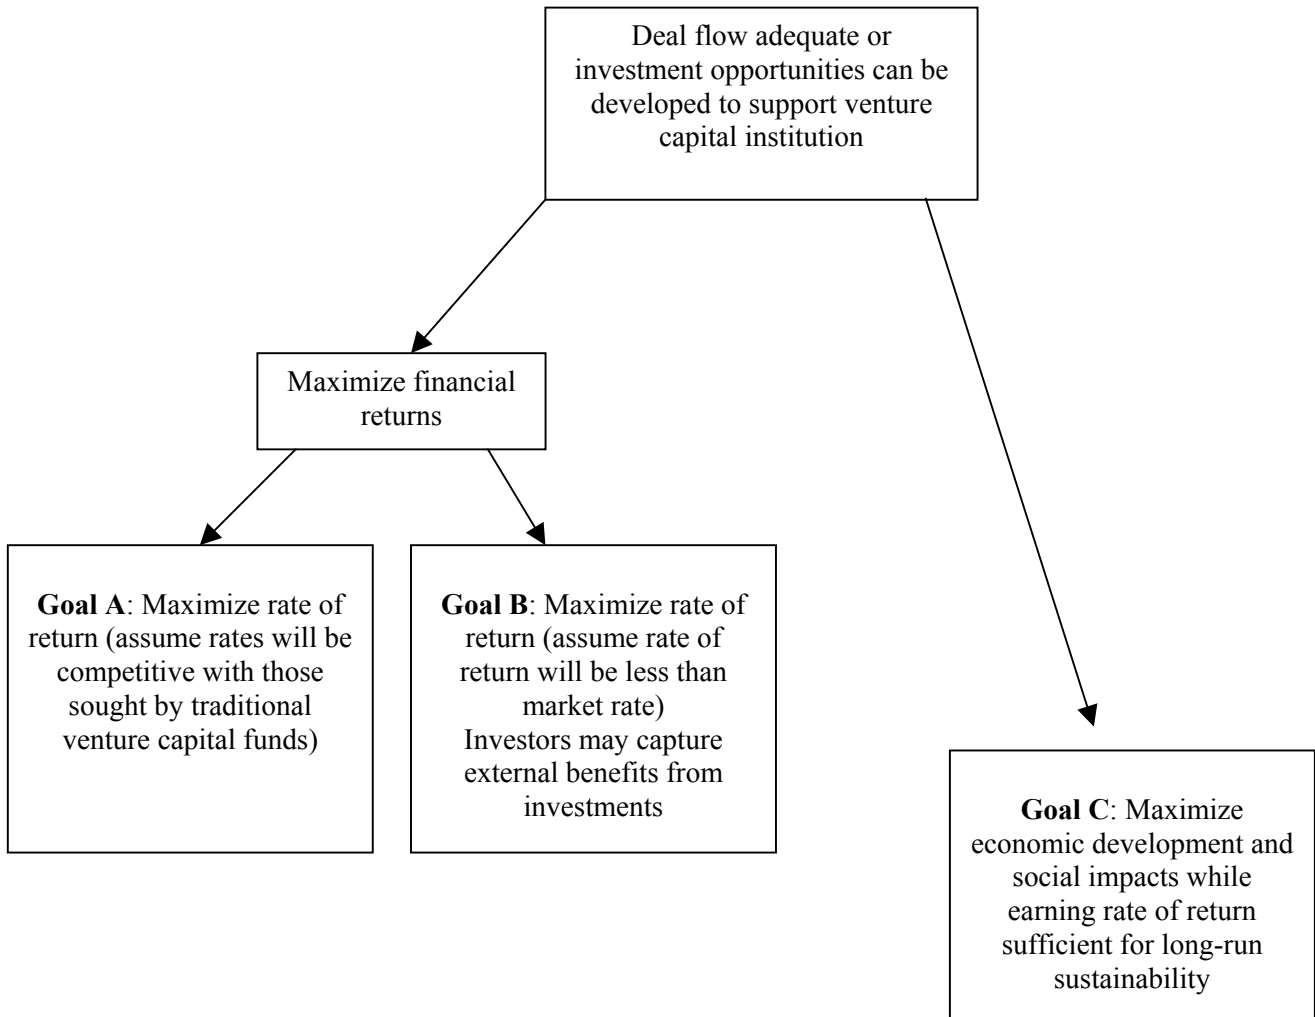 Deal flow adequate or
investment opportunities can be
developed to support venture
capital institution
Maximize financial
returns
Goal A: Maximize rate of
return (assume rates will be
competitive with those
sought by traditional
venture capital funds)
Goal B: Maximize rate of
return (assume rate of
return will be less than
market rate)
Investors may capture
external benefits from
investments
Goal C: Maximize
economic development and
social impacts while
earning rate of return
sufficient for long-run
sustainability